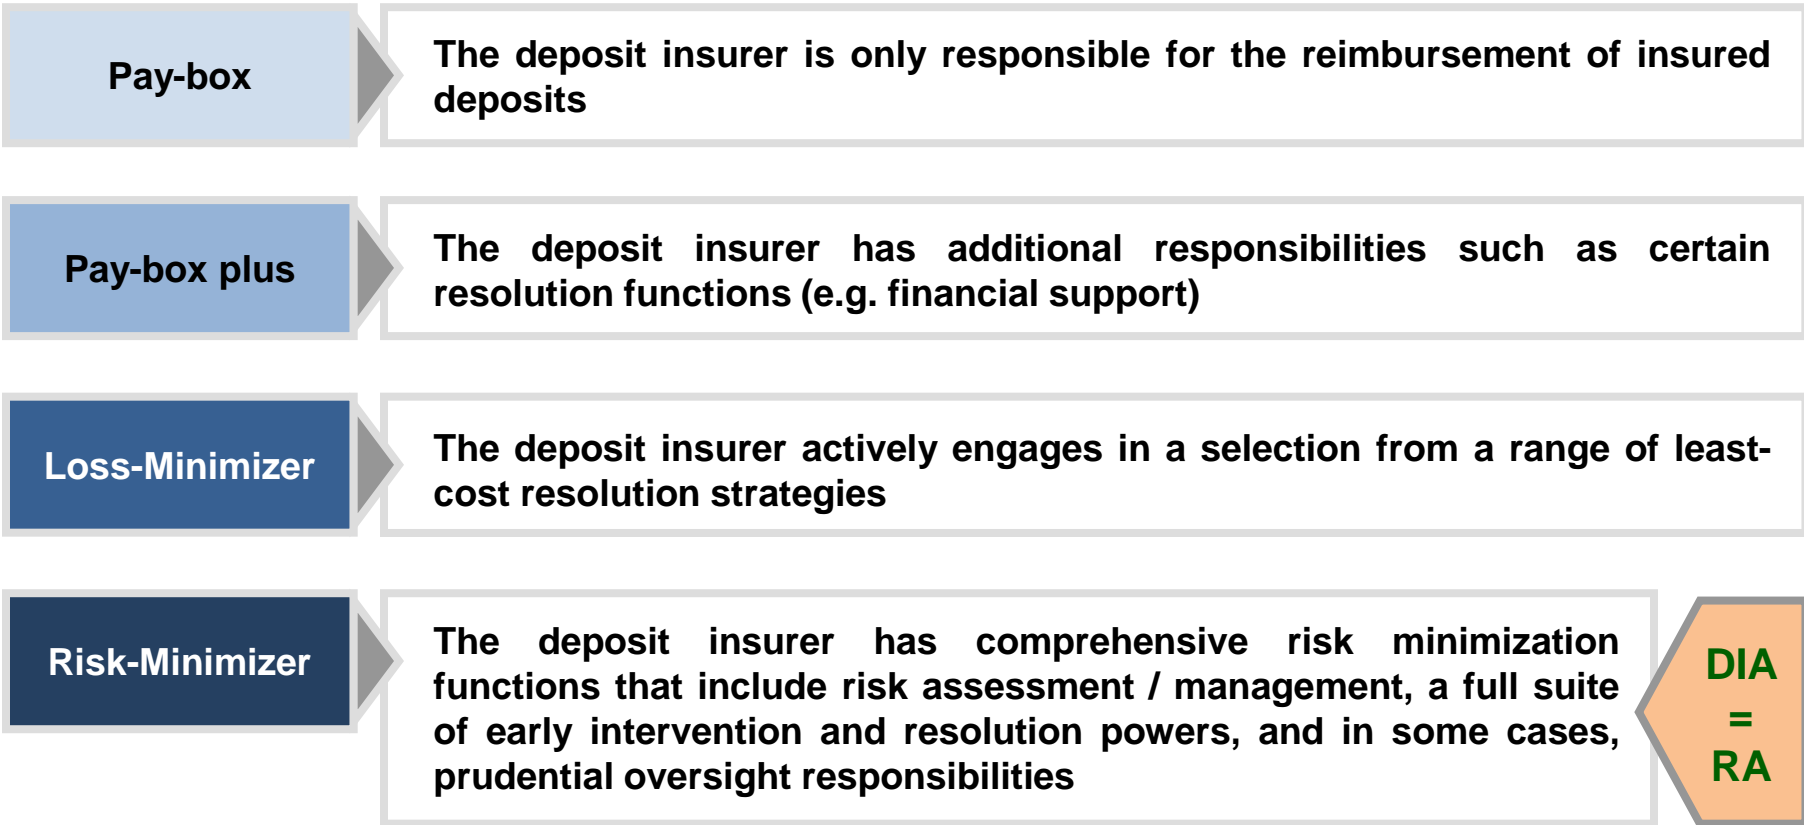 Pay-box
The deposit insurer is only responsible for the reimbursement of insured
deposits
Pay-box plus
The deposit insurer has additional responsibilities such as certain
resolution functions (e.g. financial support)
Loss-Minimizer
The deposit insurer actively engages in a selection from a range of least-
cost resolution strategies
Risk-Minimizer
The deposit insurer has comprehensive risk minimization
functions that include risk assessment / management, a full suite
of early intervention and resolution powers, and in some cases,
prudential oversight responsibilities
DIA
=
RA